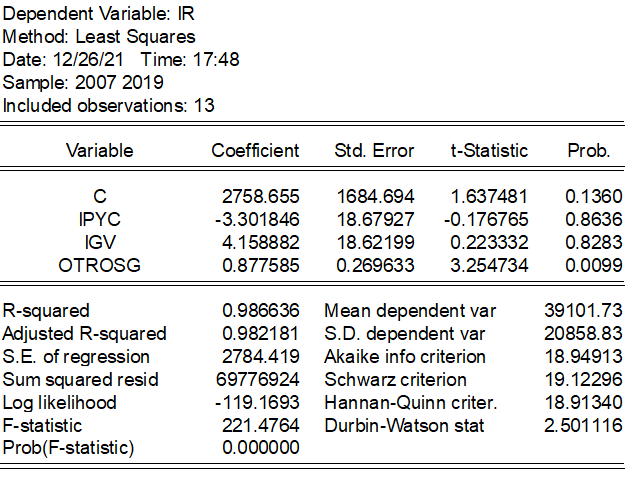 Dependent Variable: IR
Method: Least Squares
Date: 12/26/21 Time: 17:48
Sample: 2007 2019
Included observations: 13
Variable Coefficient Std. Error t-Statistic Prob.
C 2758.655 1684.694 1.637481 0.1360
IPYC -3.301846 18.67927 -0.176765 0.8636
IGV 4.158882 18.62199 0.223332 0.8283
OTROSG 0.877585 0.269633 3.254734 0.0099
R-squared 0.986636 Mean dependent var 39101.73
Adjusted R-squared 0.982181 S.D. dependent var 20858.83
S.E. of regression 2784.419 Akaike info criterion 18.94913
Sum squared resid 69776924 Schwarz criterion 19.12296
Log likelihood -119.1693 Hannan-Quinn criter. 18.91340
F-statistic 221.4764 Durbin-Watson stat 2.501116
Prob(F-statistic) 0.000000